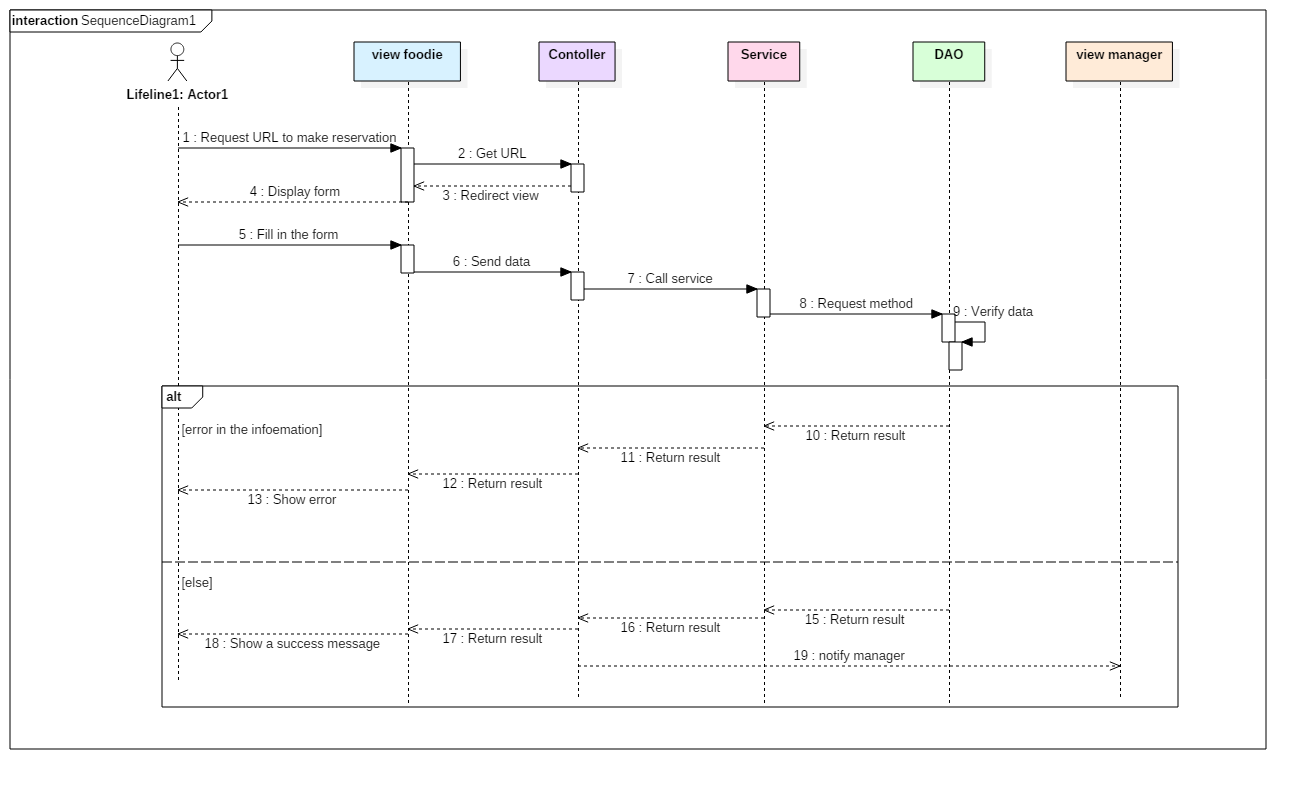 interaction SequenceDiagram1
view foodie
Contoller
Service
DAO
view manager
Lifeline1: Actor1
1 : Request URL to make reservation
2 : Get URL
3 : Redirect view
4 : Display form
5 : Fill in the form
6 : Send data
7 : Call service
8 : Request method
9 : Verify data
alt
[error in the infoemation]
10 : Return result
11 : Return result
12 : Return result
13 : Show error
[else]
15 : Return result
16 : Return result
17 : Return result
18 : Show a success message
19 : notify manager